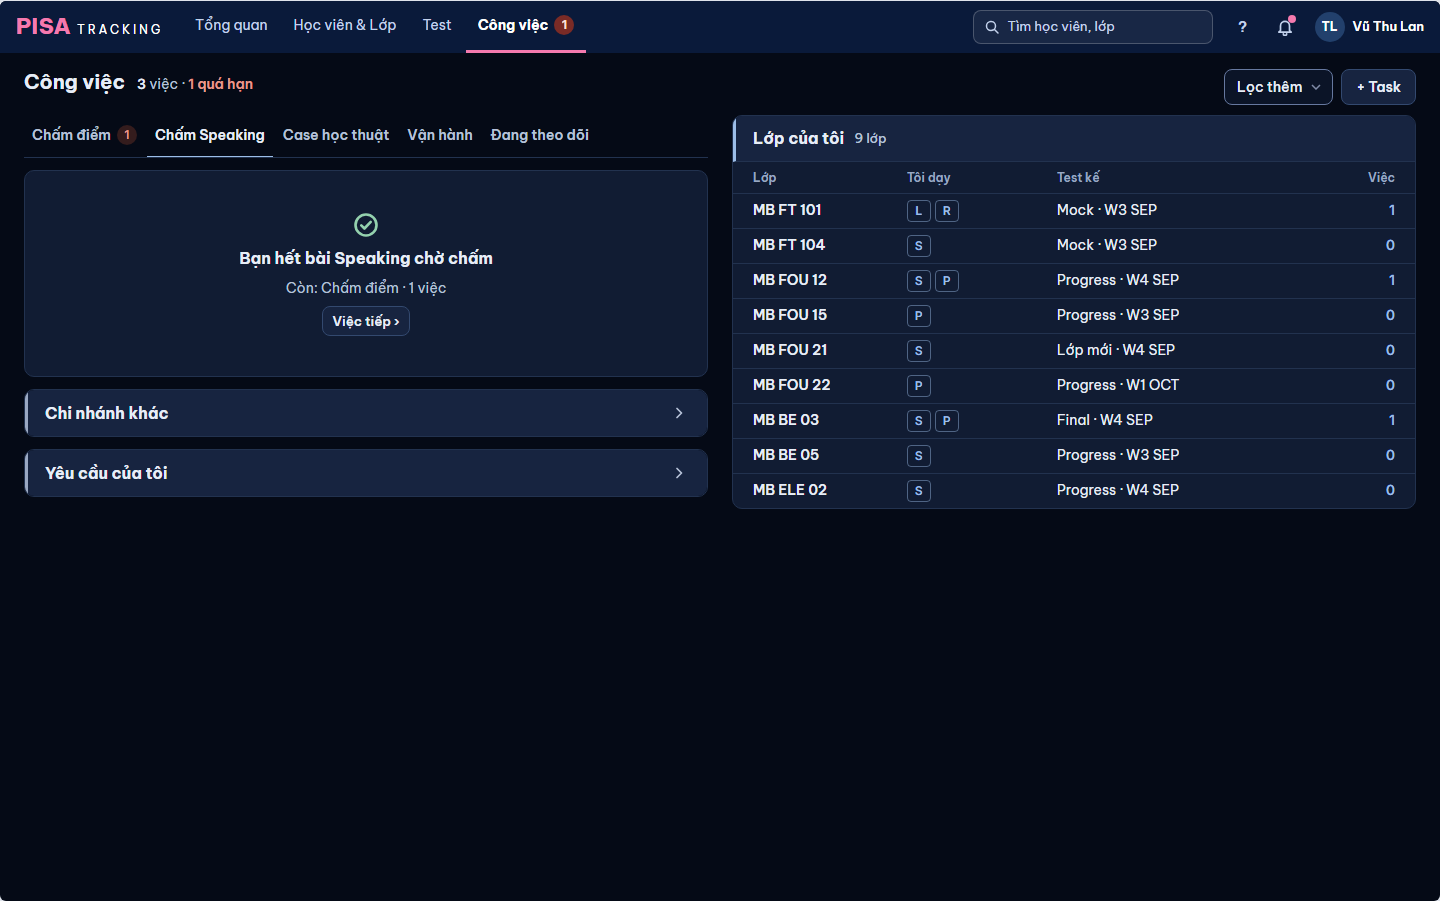 PISA TRACKING Tổng quan Học viên & Lớp Test Công việc 1 Tìm học viên, lớp ? TL Vũ Thu Lan
Công việc 3 việc · 1 quá hạn Lọc thêm + Task
Chấm điểm 1 Chấm Speaking Case học thuật Vận hành Đang theo dõi
Bạn hết bài Speaking chờ chấm
Còn: Chấm điểm · 1 việc
Việc tiếp ›
Chi nhánh khác
Yêu cầu của tôi
Lớp của tôi 9 lớp
Lớp Tôi dạy Test kế Việc
MB FT 101 L R Mock · W3 SEP 1
MB FT 104 S Mock · W3 SEP 0
MB FOU 12 S P Progress · W4 SEP 1
MB FOU 15 P Progress · W3 SEP 0
MB FOU 21 S Lớp mới · W4 SEP 0
MB FOU 22 P Progress · W1 OCT 0
MB BE 03 S P Final · W4 SEP 1
MB BE 05 S Progress · W3 SEP 0
MB ELE 02 S Progress · W4 SEP 0